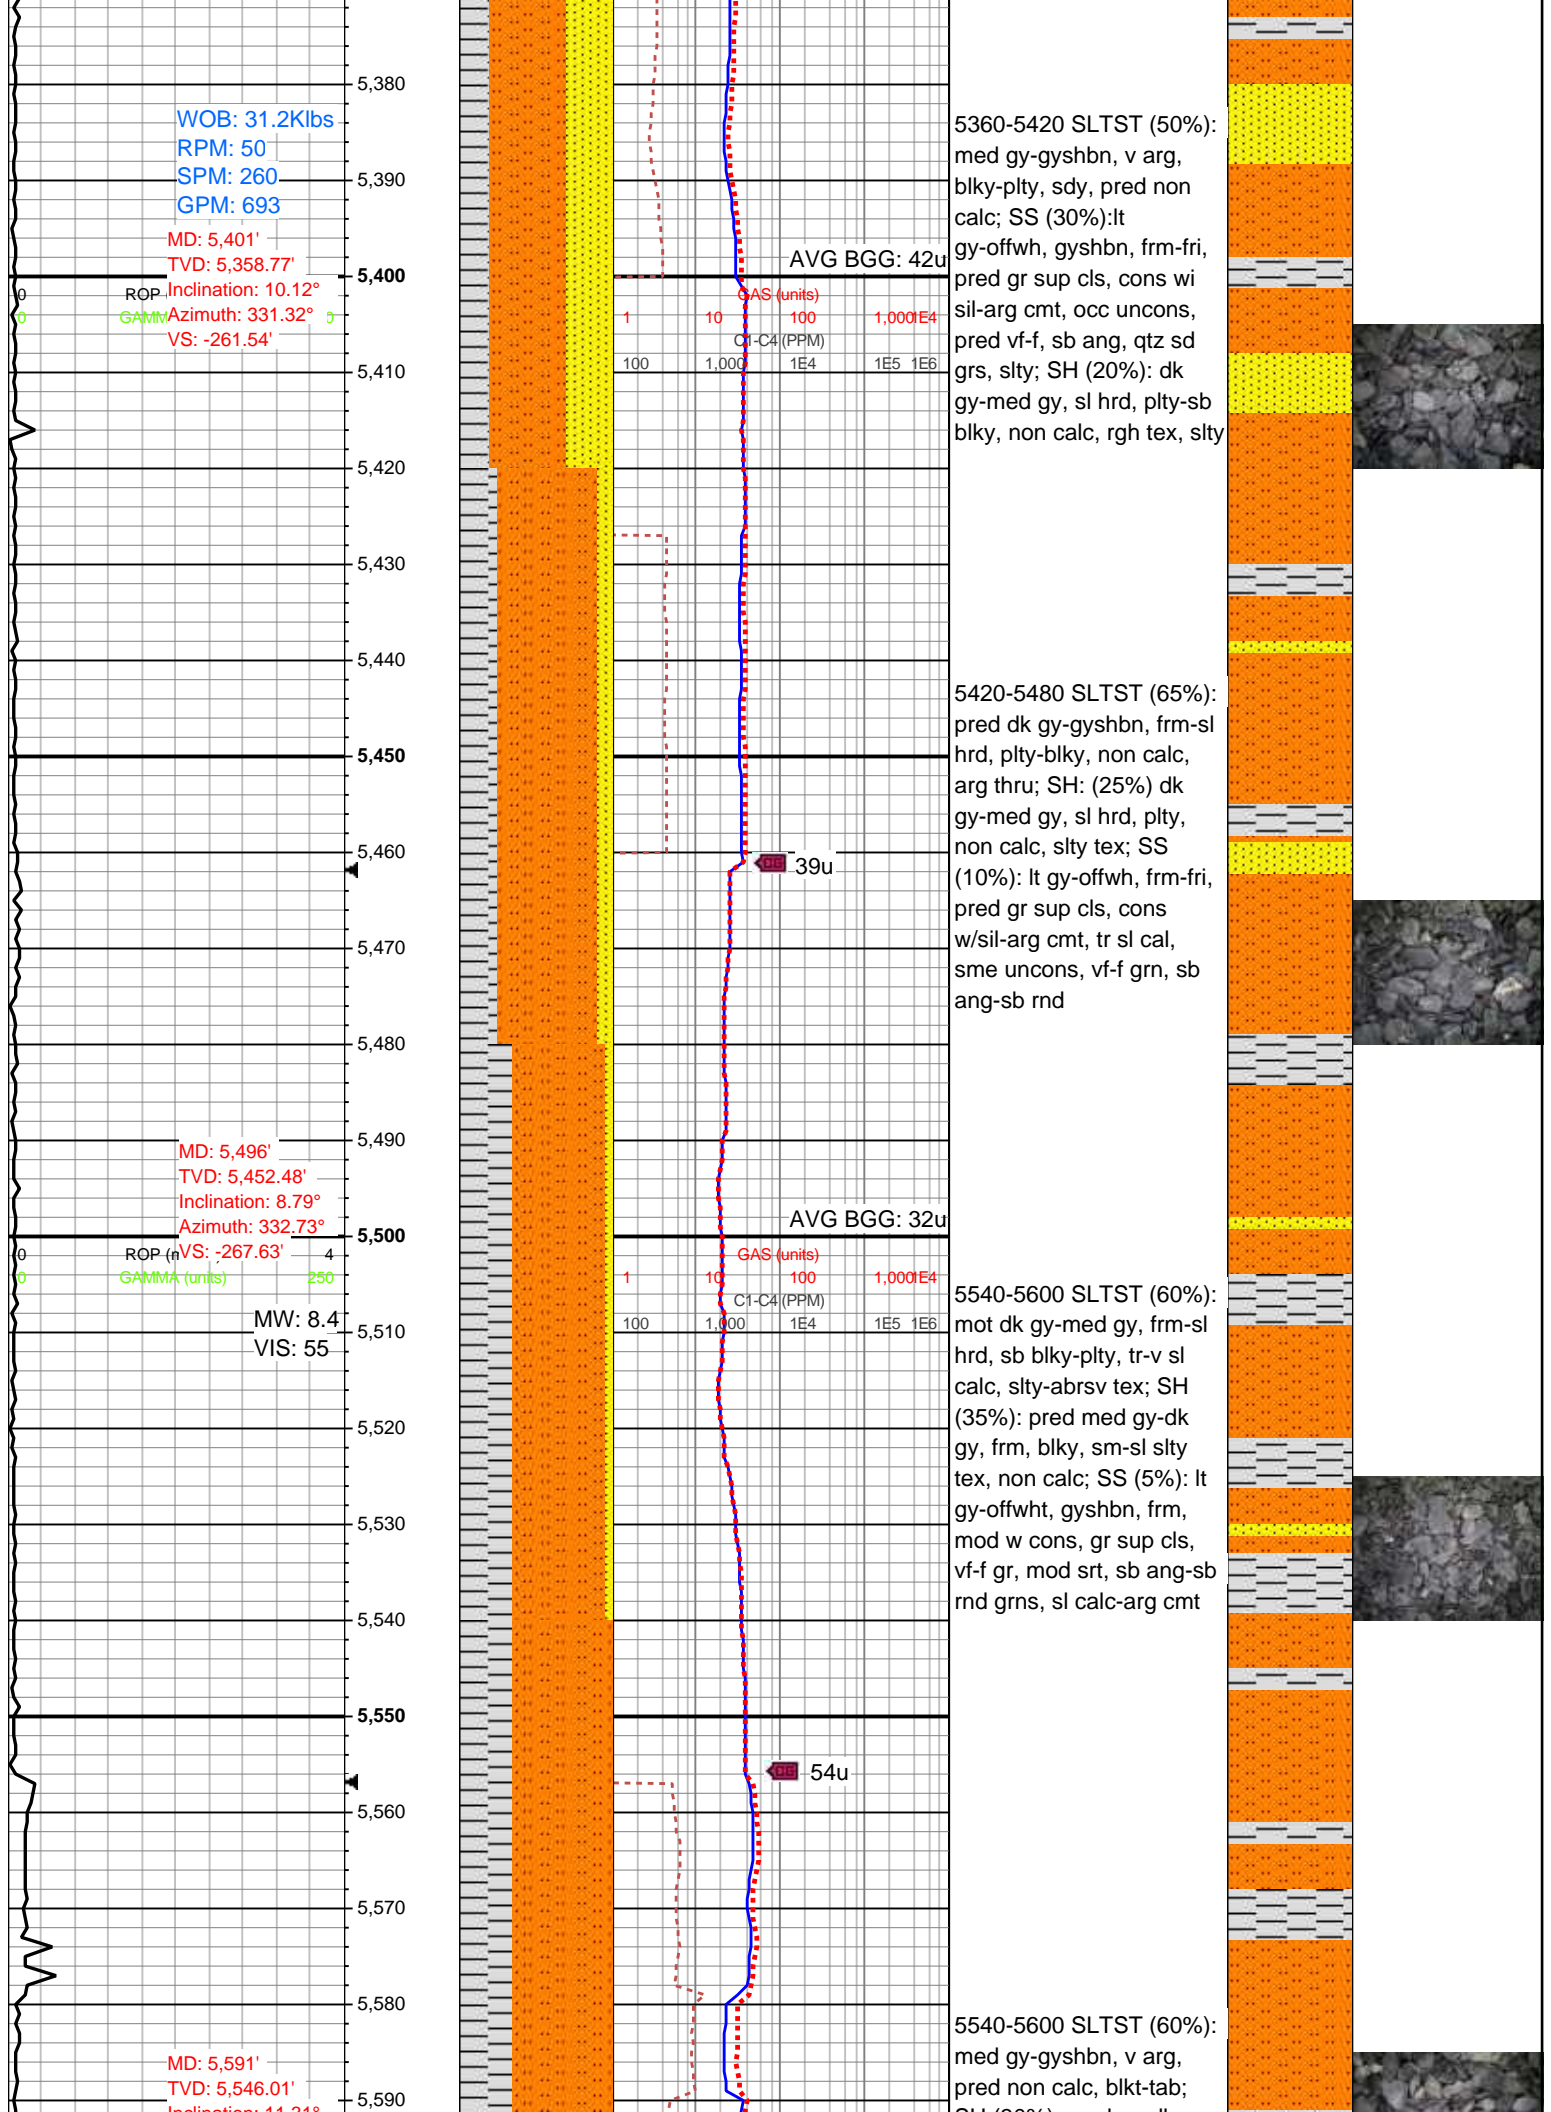 5,380
WOB: 31.2Klbs
RPM: 50
SPM: 260
GPM: 693
5,390
MD: 5,401'
TVD: 5,358.77'
Inclination: 10.12°
Azimuth: 331.32°
VS: -261.54'
5,400
0 ROP
0 GAMM 0
AVG BGG: 42u
GAS (units)
1 10 100 1,000 1E4
C1-C4 (PPM)
100 1,000 1E4 1E5 1E6
5360-5420 SLTST (50%):
med gy-gyshbn, v arg,
blky-plty, sdy, pred non
calc; SS (30%):lt
gy-offwh, gyshbn, frm-fri,
pred gr sup cls, cons wi
sil-arg cmt, occ uncons,
pred vf-f, sb ang, qtz sd
grs, slty; SH (20%): dk
gy-med gy, sl hrd, plty-sb
blky, non calc, rgh tex, slty
5,410
5,420
5,430
5,440
5,450
5,460
CG 39u
5,470
5,480
5420-5480 SLTST (65%):
pred dk gy-gyshbn, frm-sl
hrd, plty-blky, non calc,
arg thru; SH: (25%) dk
gy-med gy, sl hrd, plty,
non calc, slty tex; SS
(10%): lt gy-offwh, frm-fri,
pred gr sup cls, cons
w/sil-arg cmt, tr sl cal,
sme uncons, vf-f grn, sb
ang-sb rnd
5,490
MD: 5,496'
TVD: 5,452.48'
Inclination: 8.79°
Azimuth: 332.73°
VS: -267.63'
5,500
0 ROP (n 4
0 GAMMA (units) 250
MW: 8.4
VIS: 55
AVG BGG: 32u
GAS (units)
1 10 100 1,000 1E4
C1-C4 (PPM)
100 1,000 1E4 1E5 1E6
5,510
5,520
5,530
5,540
5540-5600 SLTST (60%):
mot dk gy-med gy, frm-sl
hrd, sb blky-plty, tr-v sl
calc, slty-abrsv tex; SH
(35%): pred med gy-dk
gy, frm, blky, sm-sl slty
tex, non calc; SS (5%): lt
gy-offwht, gyshbn, frm,
mod w cons, gr sup cls,
vf-f gr, mod srt, sb ang-sb
rnd grns, sl calc-arg cmt
5,550
CG 54u
5,560
5,570
5,580
5,590
MD: 5,591'
TVD: 5,546.01'
Inclination: 11.31°
5540-5600 SLTST (60%):
med gy-gyshbn, v arg,
pred non calc, blkt-tab;